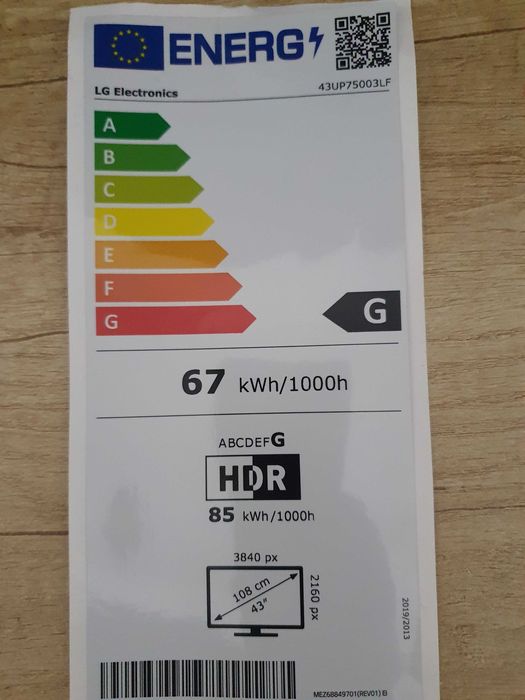 ENERG
LG Electronics
43UP75003LF
A
B
C
D
E
F
G
G
67 kWh/1000h
ABCDEFG
HDR
85 kWh/1000h
3840 px
108 cm
43"
2160 px
2019/2013
MEZ68849701(REV01)